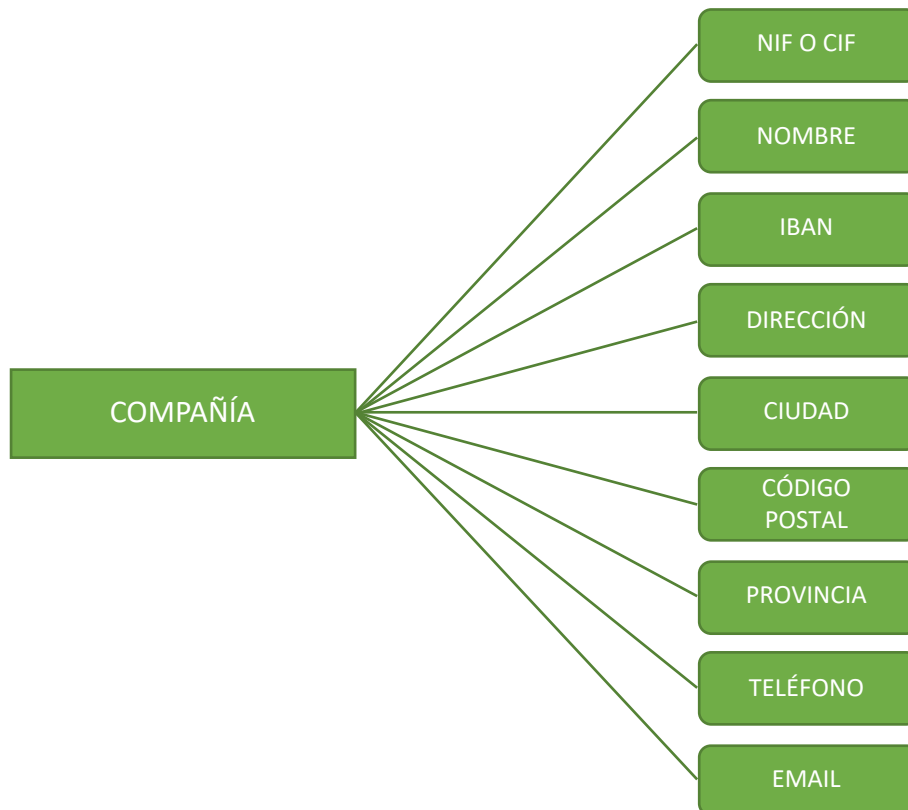 NIF O CIF
NOMBRE
IBAN
DIRECCIÓN
COMPAÑÍA
CIUDAD
CÓDIGO
POSTAL
PROVINCIA
TELÉFONO
EMAIL